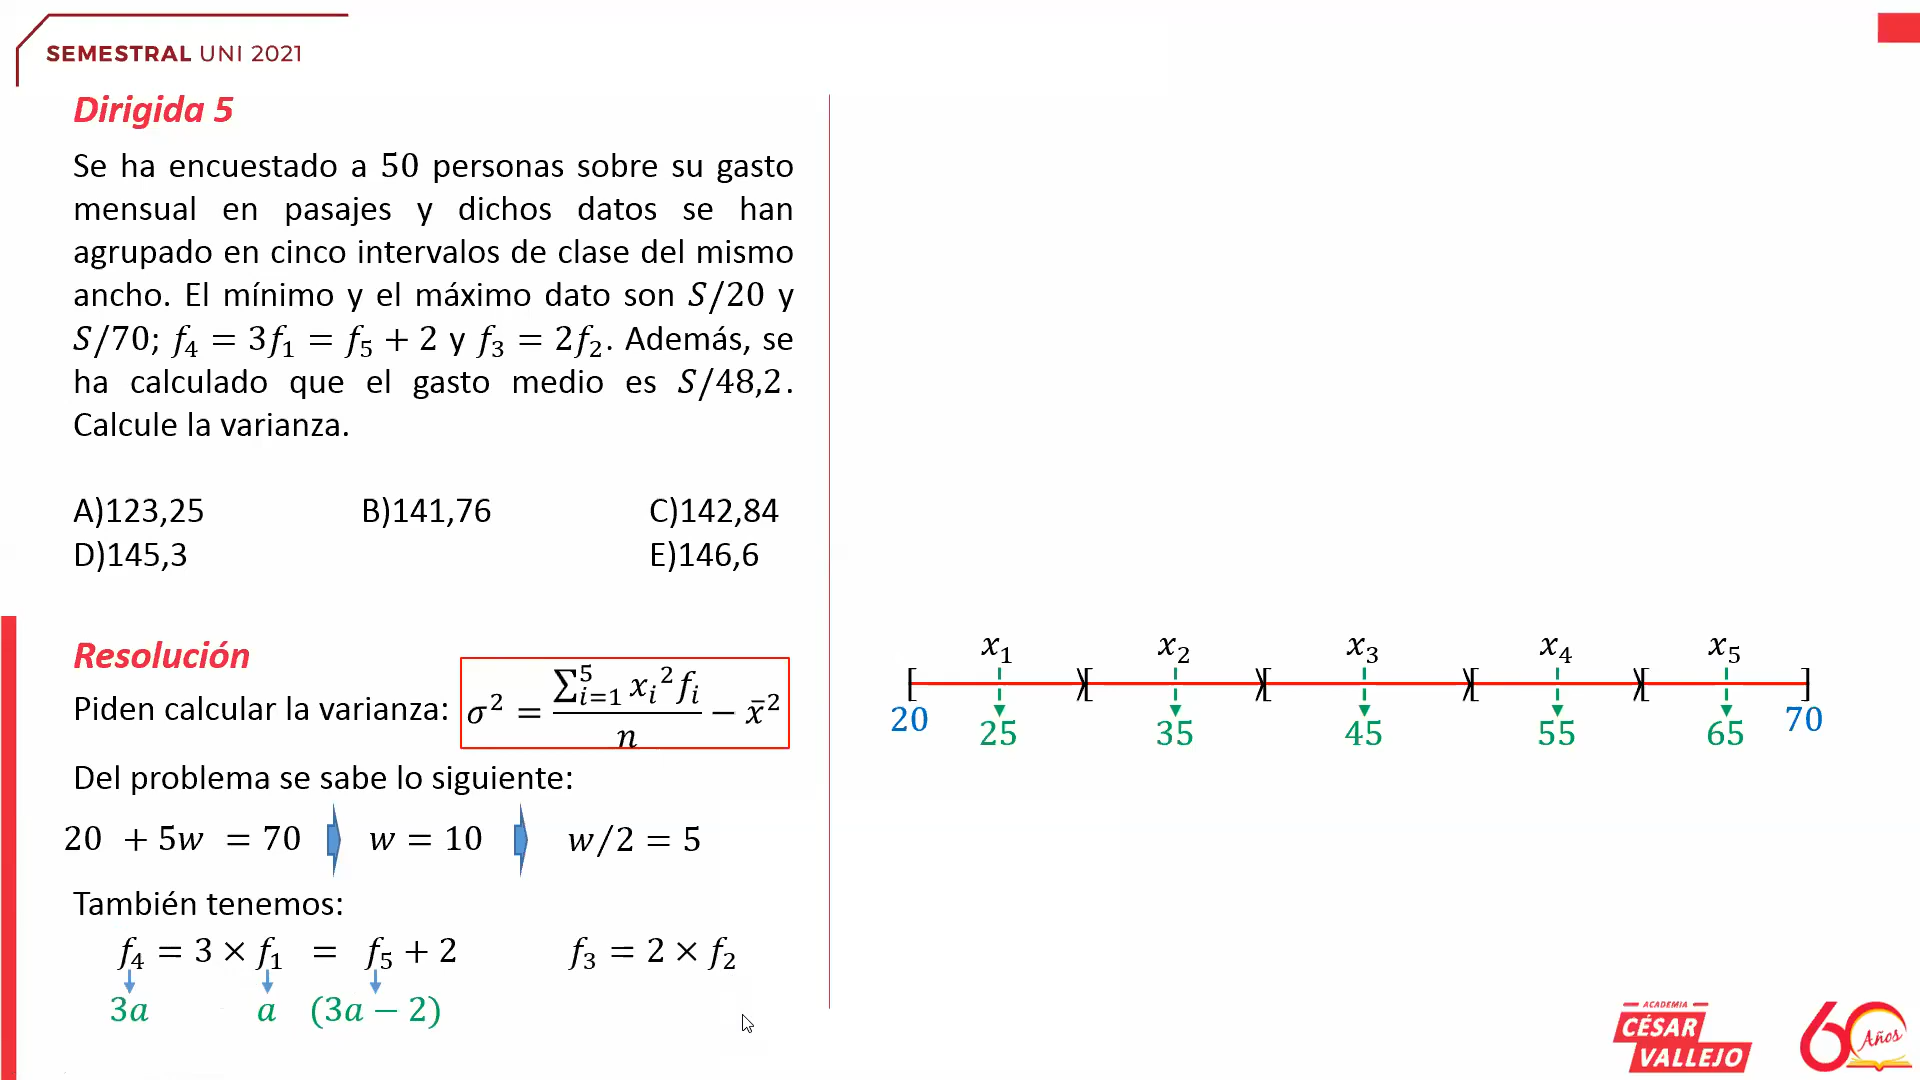 SEMESTRAL UNI 2021
Dirigida 5
Se ha encuestado a 50 personas sobre su gasto
mensual en pasajes y dichos datos se han
agrupado en cinco intervalos de clase del mismo
ancho. El mínimo y el máximo dato son S/20 y
S/70; f₄ = 3f₁ = f₅ + 2 y f₃ = 2f₂. Además, se
ha calculado que el gasto medio es S/48,2.
Calcule la varianza.
A)123,25 B)141,76 C)142,84
D)145,3 E)146,6
Resolución
Piden calcular la varianza: σ² = (∑ᵢ₌₁⁵ xᵢ² fᵢ)/n − x̄²
Del problema se sabe lo siguiente:
20 + 5w = 70 w = 10 w/2 = 5
También tenemos:
f₄ = 3 × f₁ = f₅ + 2 f₃ = 2 × f₂
3a a (3a − 2)
x₁ x₂ x₃ x₄ x₅
[ )[ )[ )[ )[ ]
20 25 35 45 55 65 70
ACADEMIA
CÉSAR
VALLEJO
60 Años